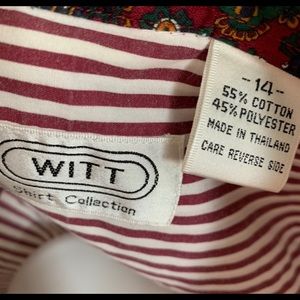 WITT
Shirt Collection
- 14 -
55% COTTON
45% POLYESTER
MADE IN THAILAND
CARE REVERSE SIDE